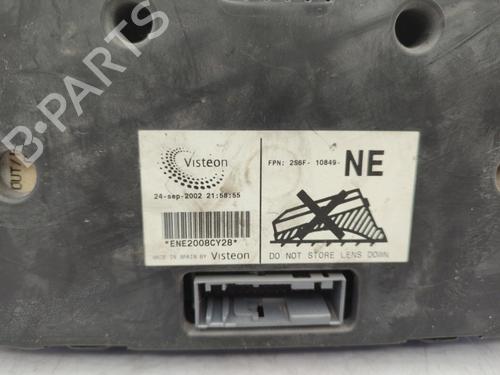 Visteon
24-sep-2002 21:58:55
*ENE2008CY28*
MADE IN SPAIN BY Visteon
FPN: 2S6F- 10849- NE
DO NOT STORE LENS DOWN
OUT
B-PARTS